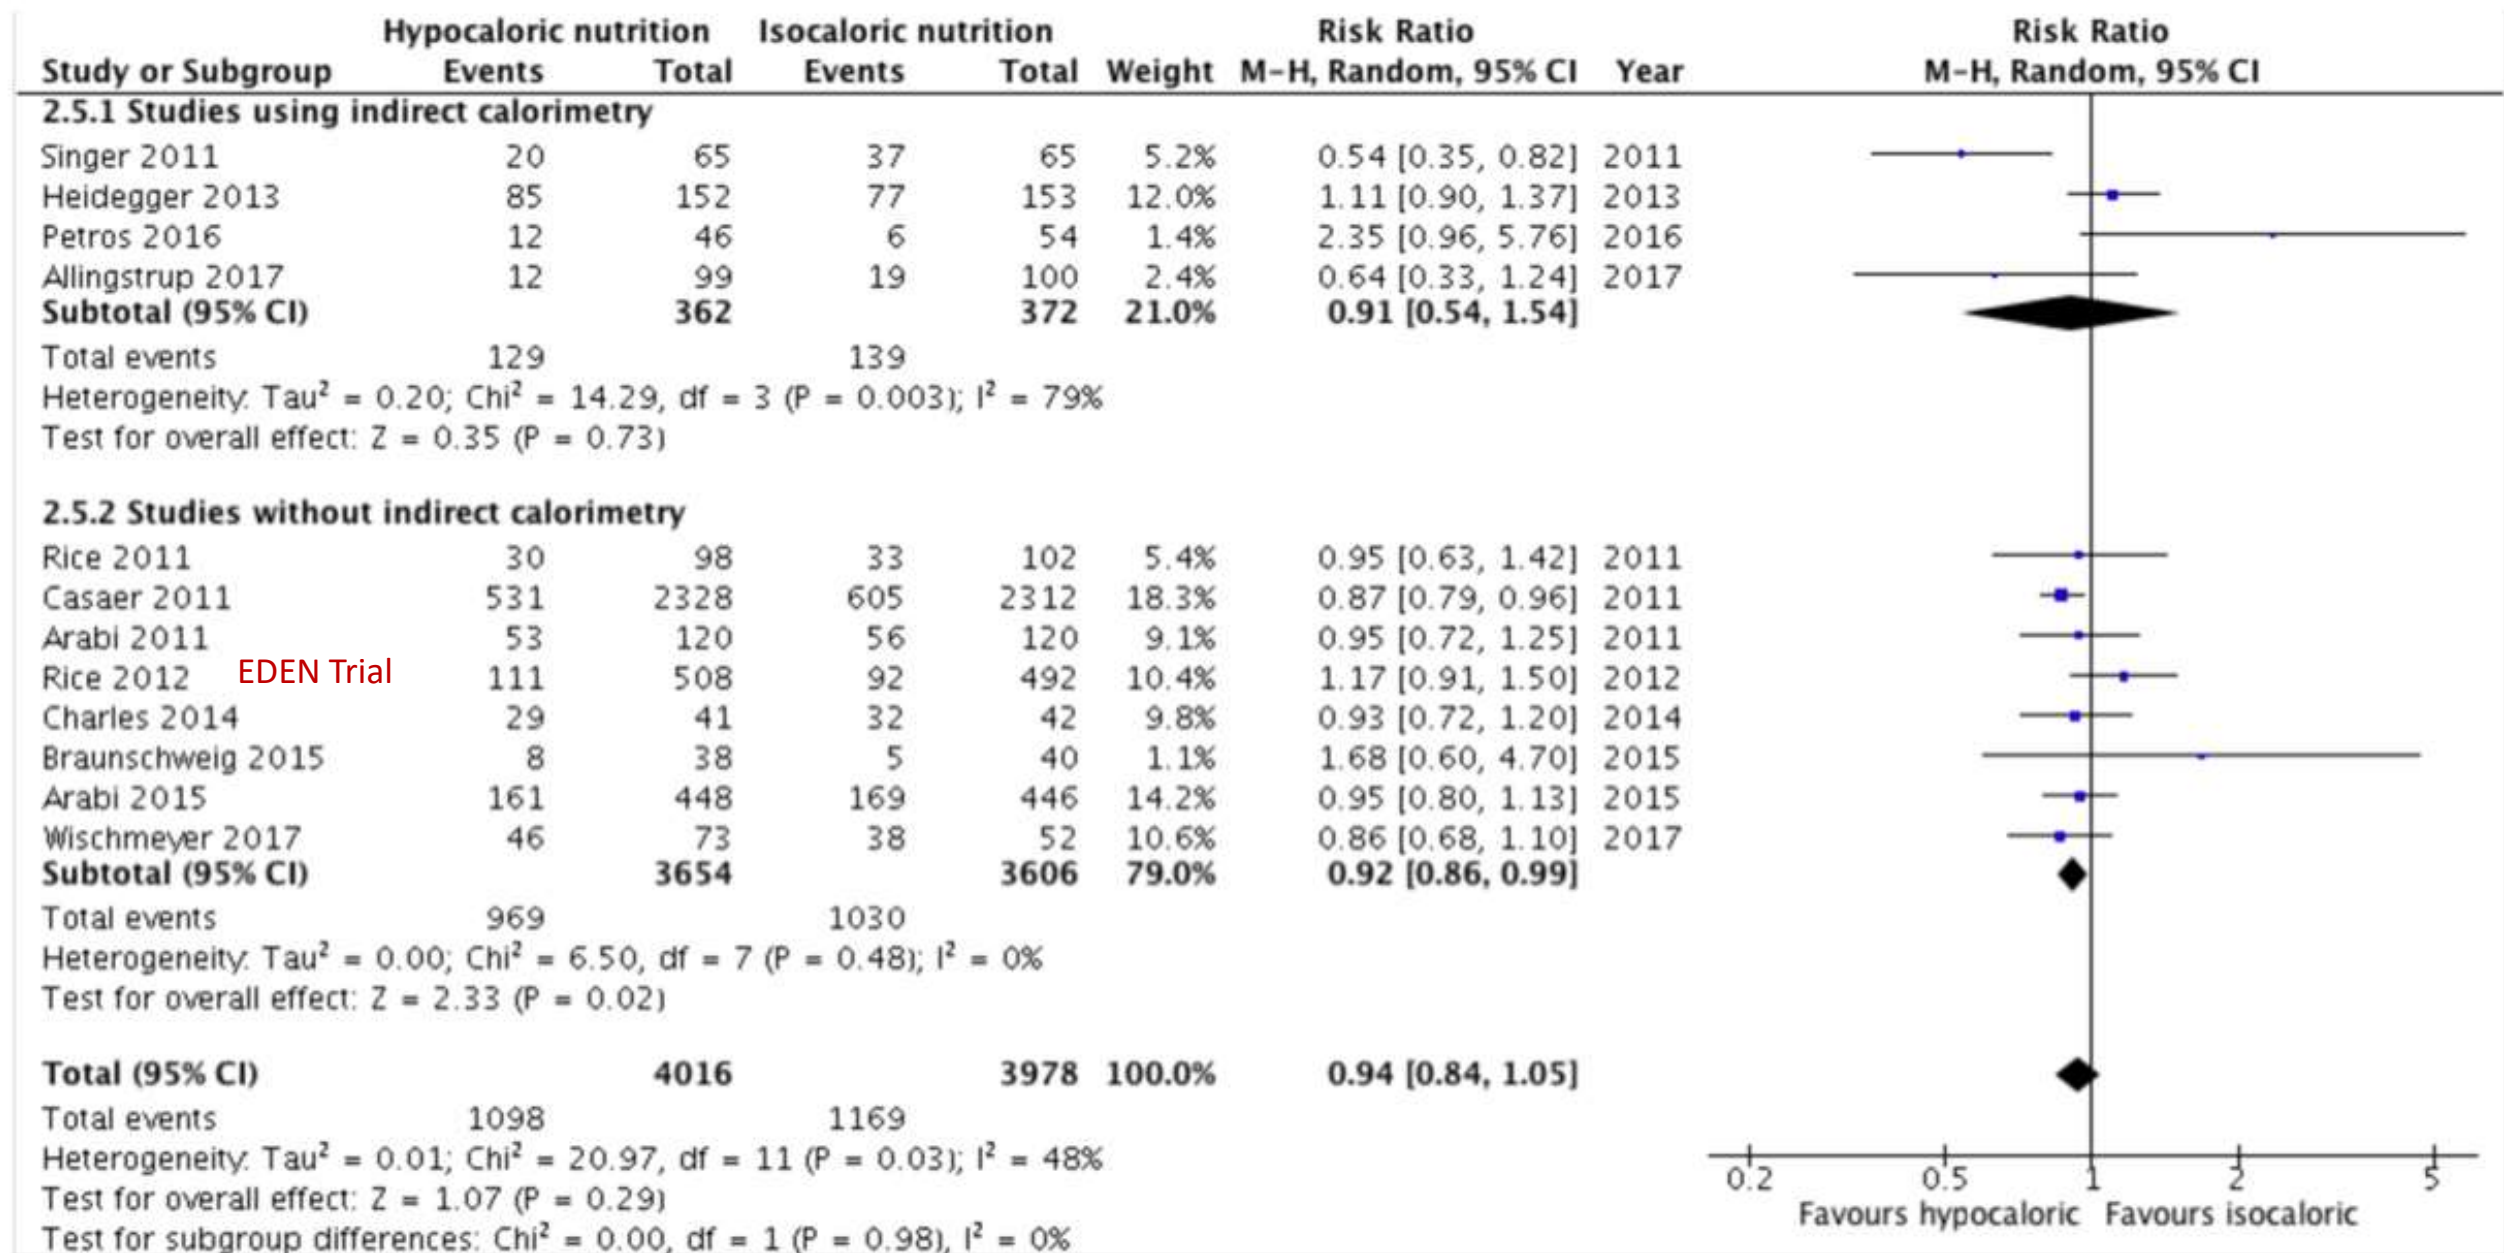 Hypocaloric nutrition Isocaloric nutrition Risk Ratio Risk Ratio
Study or Subgroup Events Total Events Total Weight M-H, Random, 95% CI Year M-H, Random, 95% CI
2.5.1 Studies using indirect calorimetry
Singer 2011 20 65 37 65 5.2% 0.54 [0.35, 0.82] 2011
Heidegger 2013 85 152 77 153 12.0% 1.11 [0.90, 1.37] 2013
Petros 2016 12 46 6 54 1.4% 2.35 [0.96, 5.76] 2016
Allingstrup 2017 12 99 19 100 2.4% 0.64 [0.33, 1.24] 2017
Subtotal (95% CI) 362 372 21.0% 0.91 [0.54, 1.54]
Total events 129 139
Heterogeneity: Tau² = 0.20; Chi² = 14.29, df = 3 (P = 0.003); I² = 79%
Test for overall effect: Z = 0.35 (P = 0.73)
2.5.2 Studies without indirect calorimetry
Rice 2011 30 98 33 102 5.4% 0.95 [0.63, 1.42] 2011
Casaer 2011 531 2328 605 2312 18.3% 0.87 [0.79, 0.96] 2011
Arabi 2011 53 120 56 120 9.1% 0.95 [0.72, 1.25] 2011
Rice 2012 EDEN Trial 111 508 92 492 10.4% 1.17 [0.91, 1.50] 2012
Charles 2014 29 41 32 42 9.8% 0.93 [0.72, 1.20] 2014
Braunschweig 2015 8 38 5 40 1.1% 1.68 [0.60, 4.70] 2015
Arabi 2015 161 448 169 446 14.2% 0.95 [0.80, 1.13] 2015
Wischmeyer 2017 46 73 38 52 10.6% 0.86 [0.68, 1.10] 2017
Subtotal (95% CI) 3654 3606 79.0% 0.92 [0.86, 0.99]
Total events 969 1030
Heterogeneity: Tau² = 0.00; Chi² = 6.50, df = 7 (P = 0.48); I² = 0%
Test for overall effect: Z = 2.33 (P = 0.02)
Total (95% CI) 4016 3978 100.0% 0.94 [0.84, 1.05]
Total events 1098 1169
Heterogeneity: Tau² = 0.01; Chi² = 20.97, df = 11 (P = 0.03); I² = 48%
Test for overall effect: Z = 1.07 (P = 0.29)
Test for subgroup differences: Chi² = 0.00, df = 1 (P = 0.98), I² = 0%
0.2 0.5 1 2 5
Favours hypocaloric Favours isocaloric